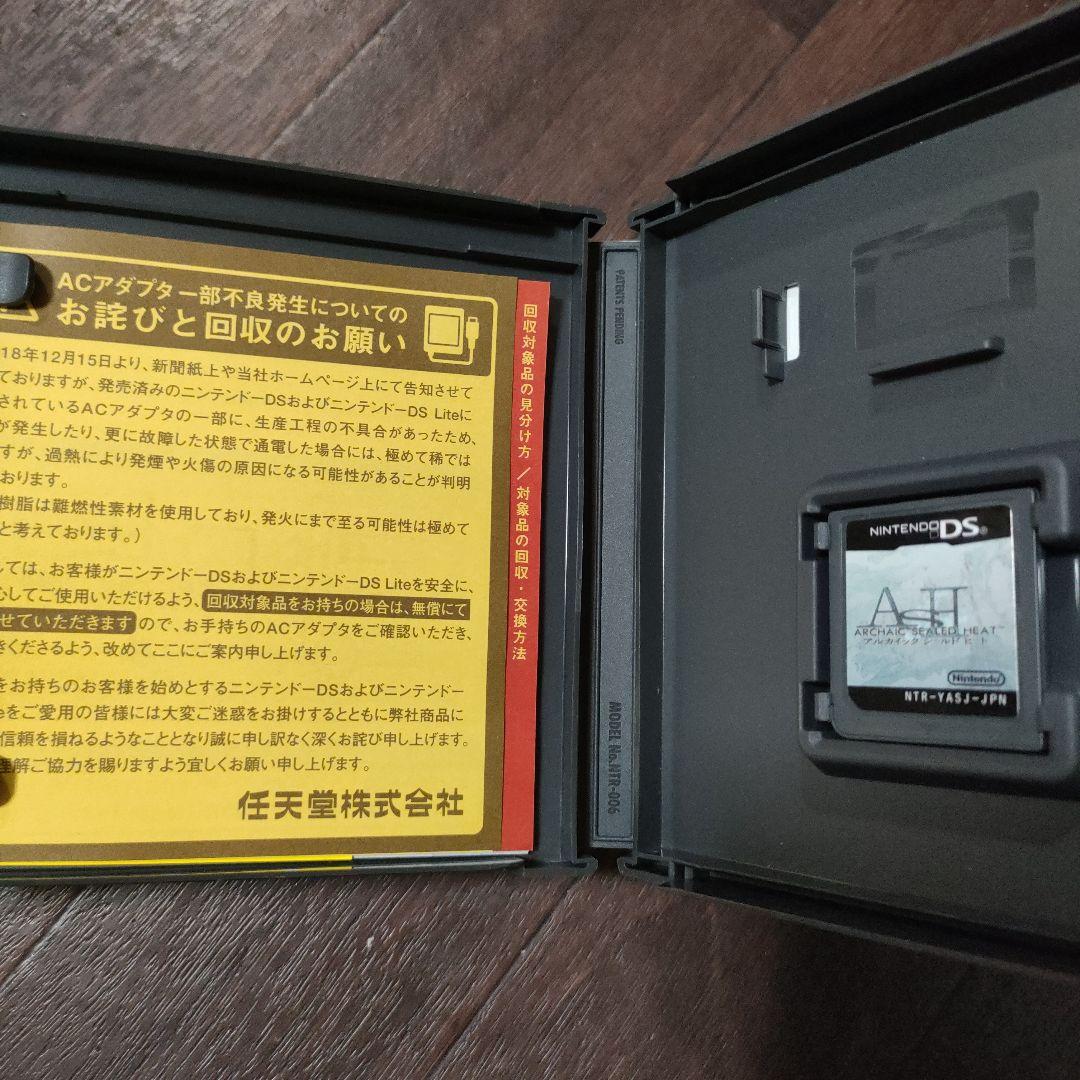 ACアダプター部不良発生についての
お詫びと回収のお願い
18年12月15日より、新聞紙上や当社ホームページ上にて告知させて
ておりますが、発売済みのニンテンドーDSおよびニンテンドーDS Liteに
されているACアダプタの一部に、生産工程の不具合があったため、
が発生したり、更に故障した状態で通電した場合には、極めて稀では
すが、過熱により発煙や火傷の原因になる可能性があることが判明
おります。
樹脂は難燃性素材を使用しており、発火にまで至る可能性は極めて
と考えております。)
しては、お客様がニンテンドーDSおよびニンテンドーDS Liteを安全に、
心してご使用いただけるよう、回収対象品をお持ちの場合は、無償にて
せていただきますので、お手持ちのACアダプタをご確認いただき、
きくださるよう、改めてここにご案内申し上げます。
をお持ちのお客様を始めとするニンテンドーDSおよびニンテンドー
eをご愛用の皆様には大変ご迷惑をお掛けするとともに弊社商品に
信頼を損ねるようなこととなり誠に申し訳なく深くお詫び申し上げます。
理解ご協力を賜りますよう宜しくお願い申し上げます。
任天堂株式会社
回収対象品の見分け方 / 対象品の回収・交換方法
PATENTS PENDING
MODEL No.NTR-006
NINTENDO DS®
ASH
ARCHAIC SEALED HEAT™
アルカイック シールド ヒート
Nintendo
NTR-YASJ-JPN